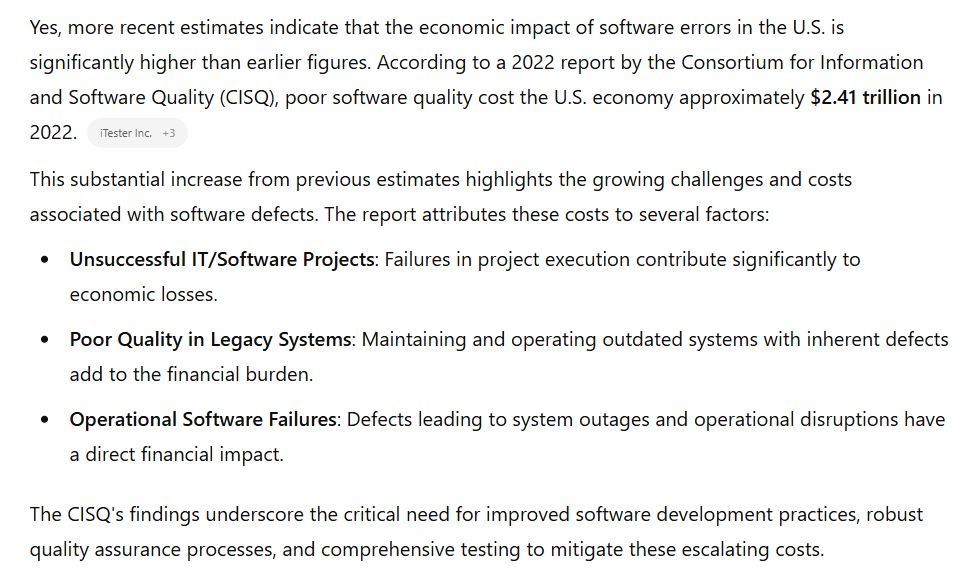 Yes, more recent estimates indicate that the economic impact of software errors in the U.S. is
significantly higher than earlier figures. According to a 2022 report by the Consortium for Information
and Software Quality (CISQ), poor software quality cost the U.S. economy approximately $2.41 trillion in
2022. iTester Inc. +3
This substantial increase from previous estimates highlights the growing challenges and costs
associated with software defects. The report attributes these costs to several factors:
• Unsuccessful IT/Software Projects: Failures in project execution contribute significantly to
economic losses.
• Poor Quality in Legacy Systems: Maintaining and operating outdated systems with inherent defects
add to the financial burden.
• Operational Software Failures: Defects leading to system outages and operational disruptions have
a direct financial impact.
The CISQ's findings underscore the critical need for improved software development practices, robust
quality assurance processes, and comprehensive testing to mitigate these escalating costs.